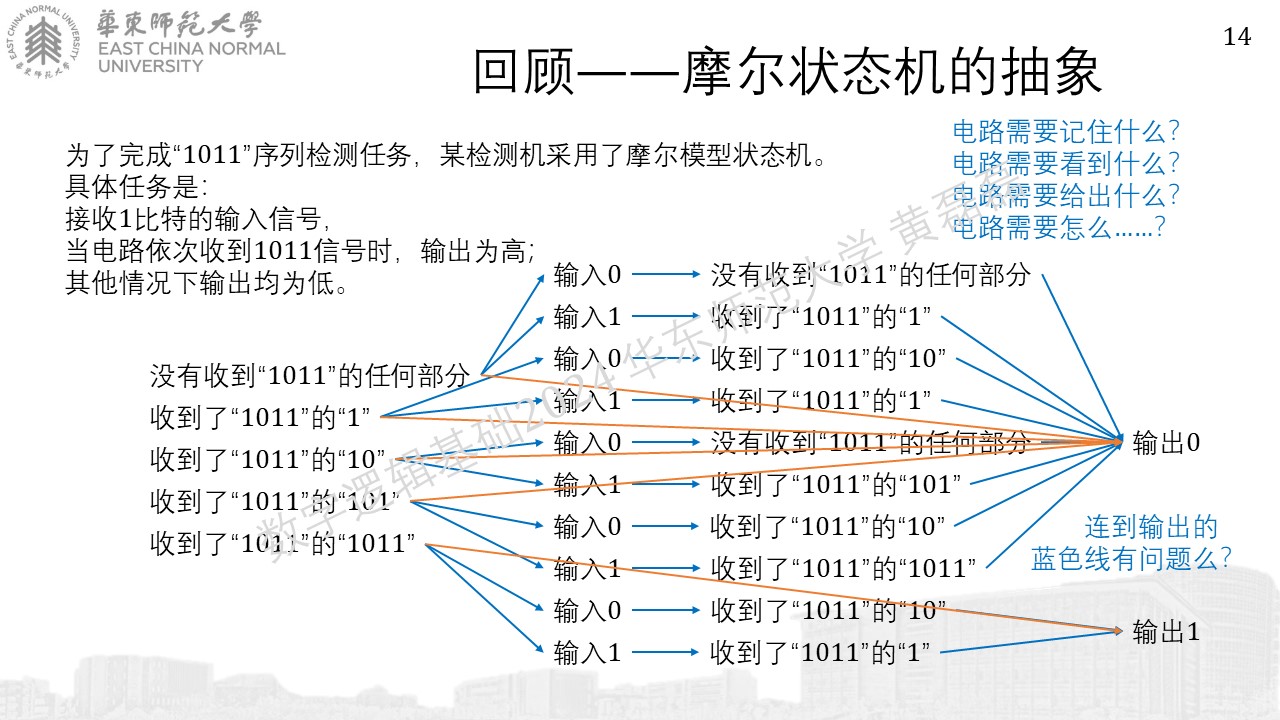 華東師範大學
EAST CHINA NORMAL
UNIVERSITY
EAST CHINA NORMAL UNIVERSITY
華東師范大學
14
回顾——摩尔状态机的抽象
为了完成“1011”序列检测任务，某检测机采用了摩尔模型状态机。
具体任务是：
接收1比特的输入信号，
当电路依次收到1011信号时，输出为高；
其他情况下输出均为低。
电路需要记住什么？
电路需要看到什么？
电路需要给出什么？
电路需要怎么……？
没有收到“1011”的任何部分
收到了“1011”的“1”
收到了“1011”的“10”
收到了“1011”的“101”
收到了“1011”的“1011”
输入0 没有收到“1011”的任何部分
输入1 收到了“1011”的“1”
输入0 收到了“1011”的“10”
输入1 收到了“1011”的“1”
输入0 没有收到“1011”的任何部分
输入1 收到了“1011”的“101”
输入0 收到了“1011”的“10”
输入1 收到了“1011”的“1011”
输入0 收到了“1011”的“10”
输入1 收到了“1011”的“1”
输出0
连到输出的
蓝色线有问题么？
输出1
数字逻辑基础2024 华东师范大学 黄磊磊